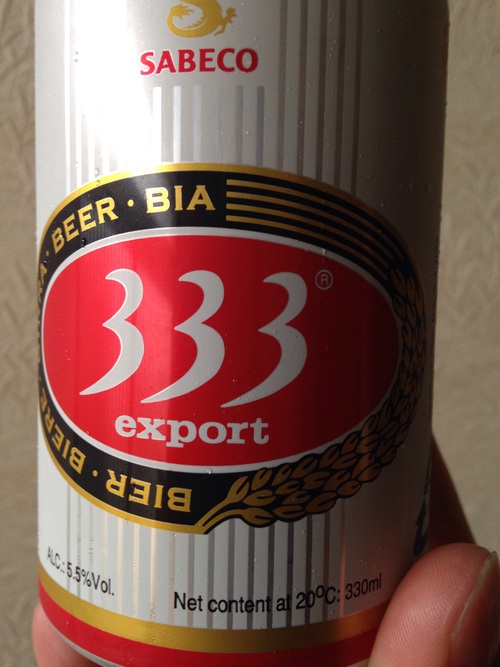 SABECO
BEER · BIA
333®
export
BIERE · BIER
ALC.: 5.5%Vol.
Net content at 20°C: 330ml